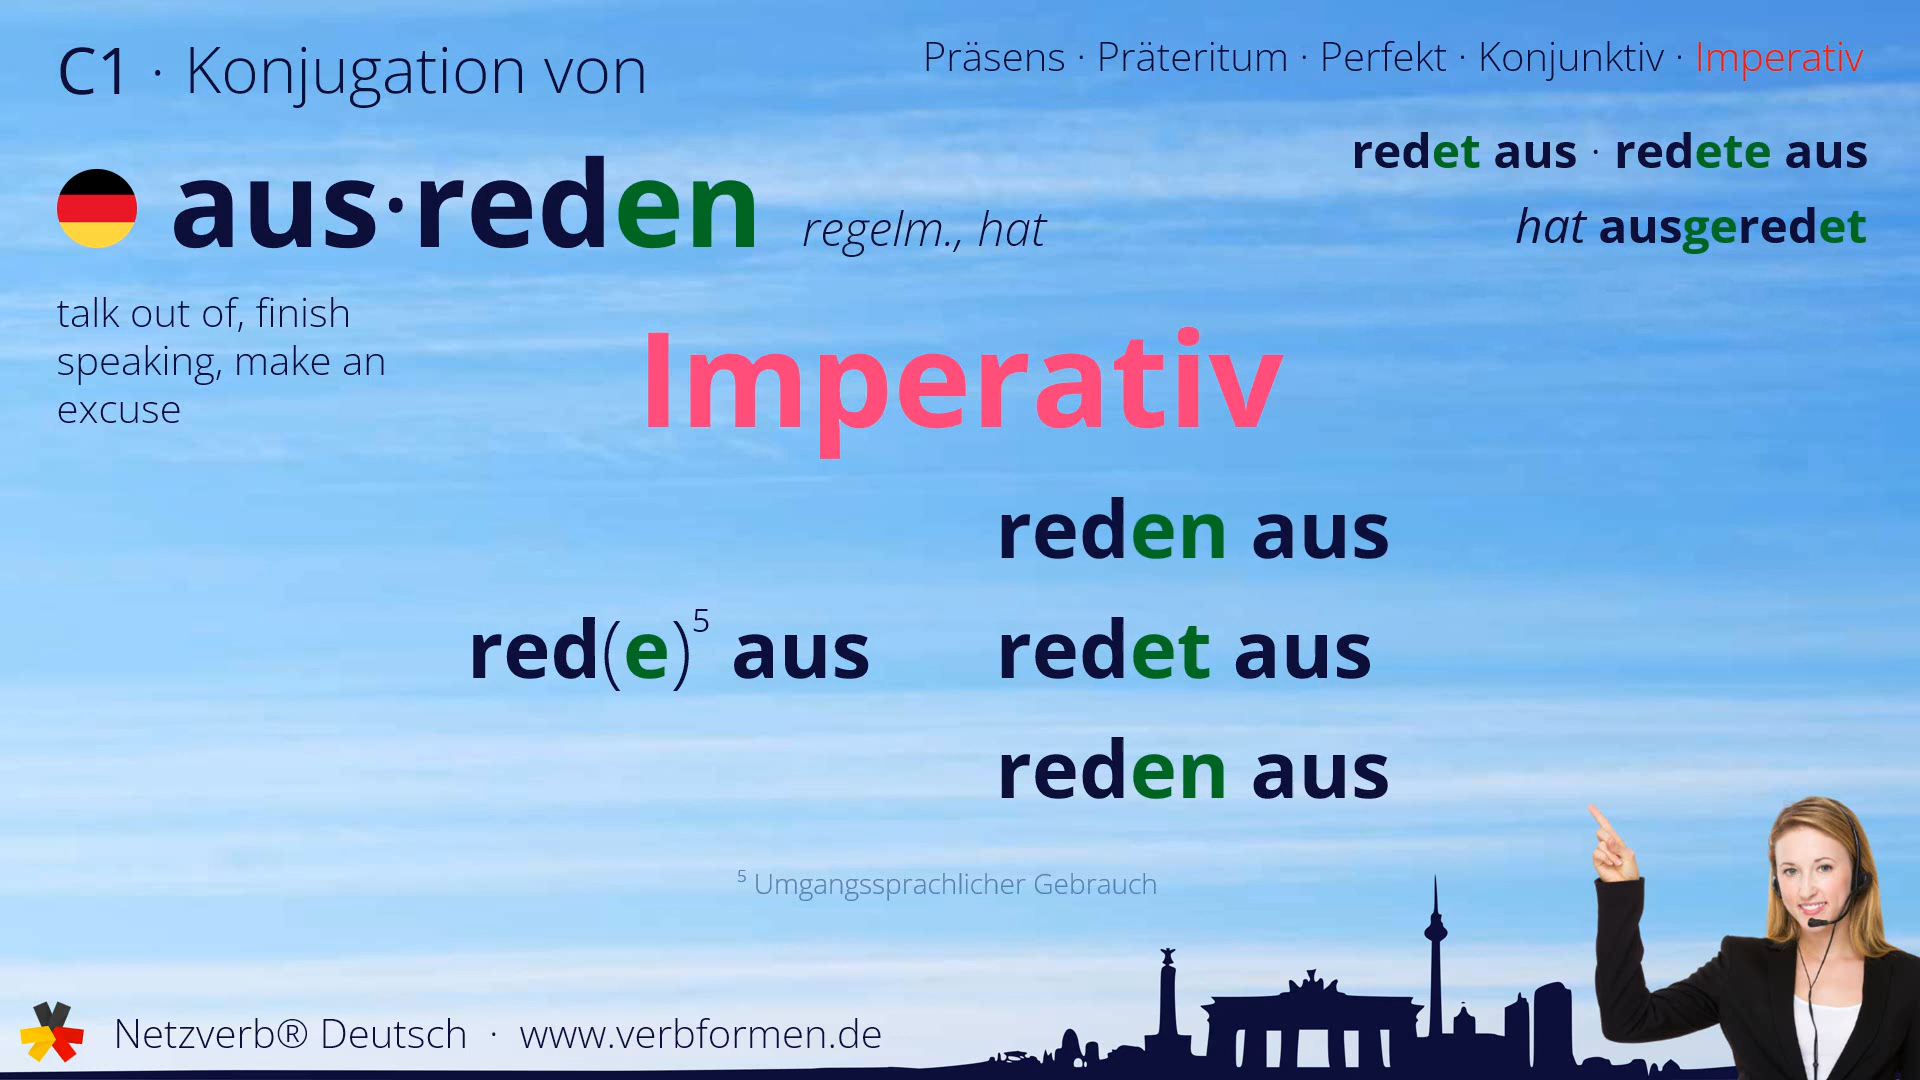 C1 · Konjugation von
Präsens · Präteritum · Perfekt · Konjunktiv · Imperativ
aus·reden regelm., hat
redet aus · redete aus
hat ausgeredet
talk out of, finish
speaking, make an
excuse
Imperativ
reden aus
red(e)⁵ aus redet aus
reden aus
⁵ Umgangssprachlicher Gebrauch
Netzverb® Deutsch · www.verbformen.de